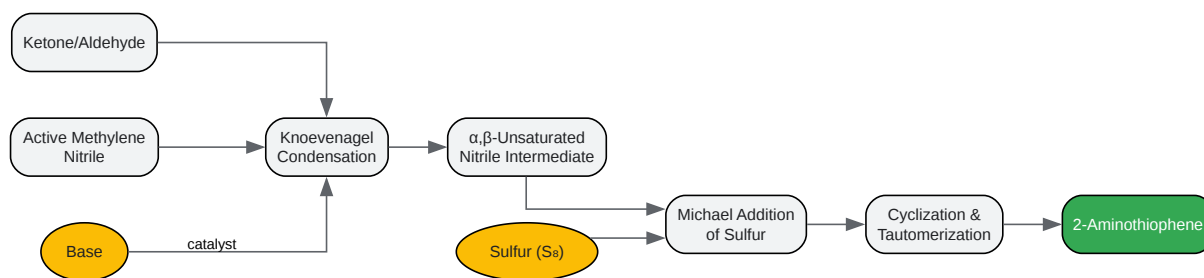 Ketone/Aldehyde
Active Methylene
Nitrile
Base
catalyst
Knoevenagel
Condensation
α,β-Unsaturated
Nitrile Intermediate
Sulfur (S₈)
Michael Addition
of Sulfur
Cyclization &
Tautomerization
2-Aminothiophene